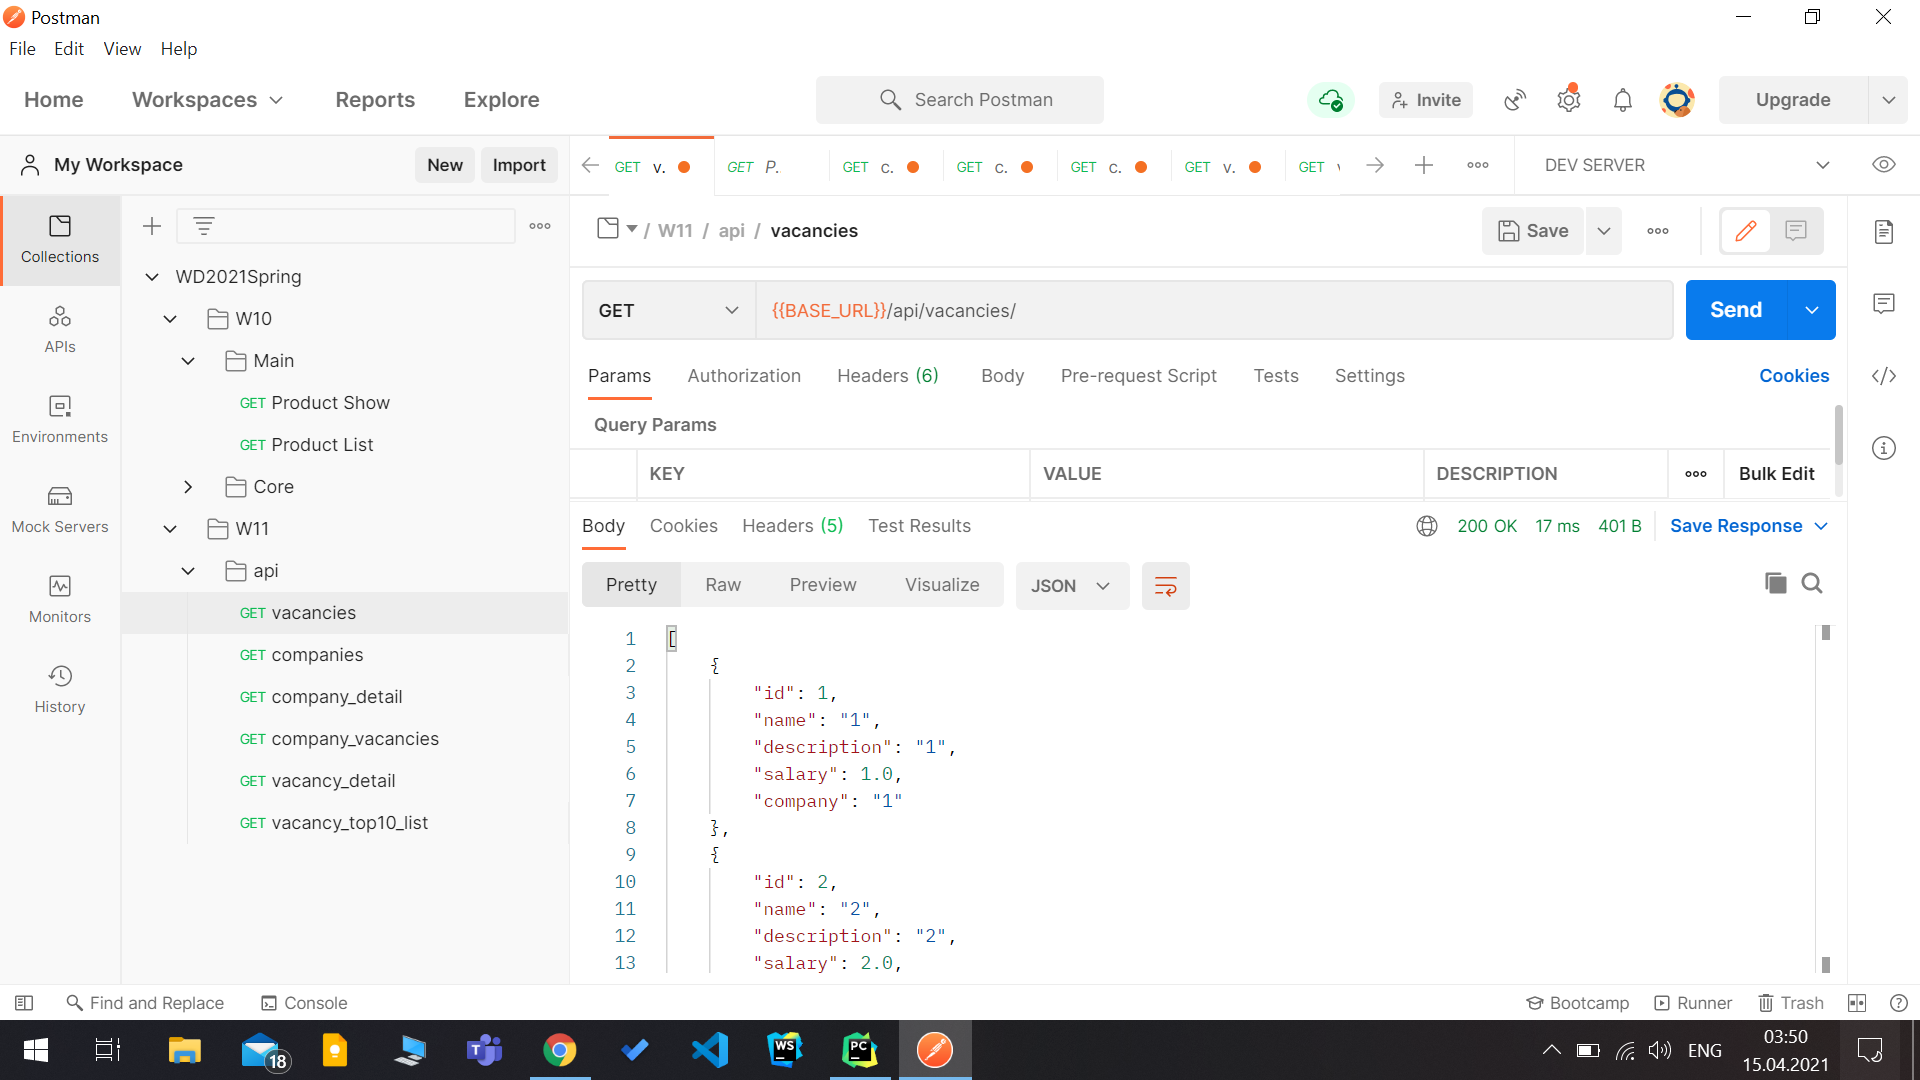 Postman
File Edit View Help
Home Workspaces Reports Explore
Search Postman
Invite
Upgrade
My Workspace
New Import
GET v. GET P. GET c. GET c. GET c. GET v. GET
DEV SERVER
Collections
APIs
Environments
Mock Servers
Monitors
History
WD2021Spring
W10
Main
GET Product Show
GET Product List
Core
W11
api
GET vacancies
GET companies
GET company_detail
GET company_vacancies
GET vacancy_detail
GET vacancy_top10_list
/ W11 / api / vacancies
Save
GET {{BASE_URL}}/api/vacancies/
Send
Params Authorization Headers (6) Body Pre-request Script Tests Settings Cookies
Query Params
KEY VALUE DESCRIPTION Bulk Edit
Body Cookies Headers (5) Test Results
200 OK 17 ms 401 B Save Response
Pretty Raw Preview Visualize JSON
1 [
2 {
3 "id": 1,
4 "name": "1",
5 "description": "1",
6 "salary": 1.0,
7 "company": "1"
8 },
9 {
10 "id": 2,
11 "name": "2",
12 "description": "2",
13 "salary": 2.0,
Find and Replace Console
Bootcamp Runner Trash
18
T
WS
PC
ENG
03:50
15.04.2021